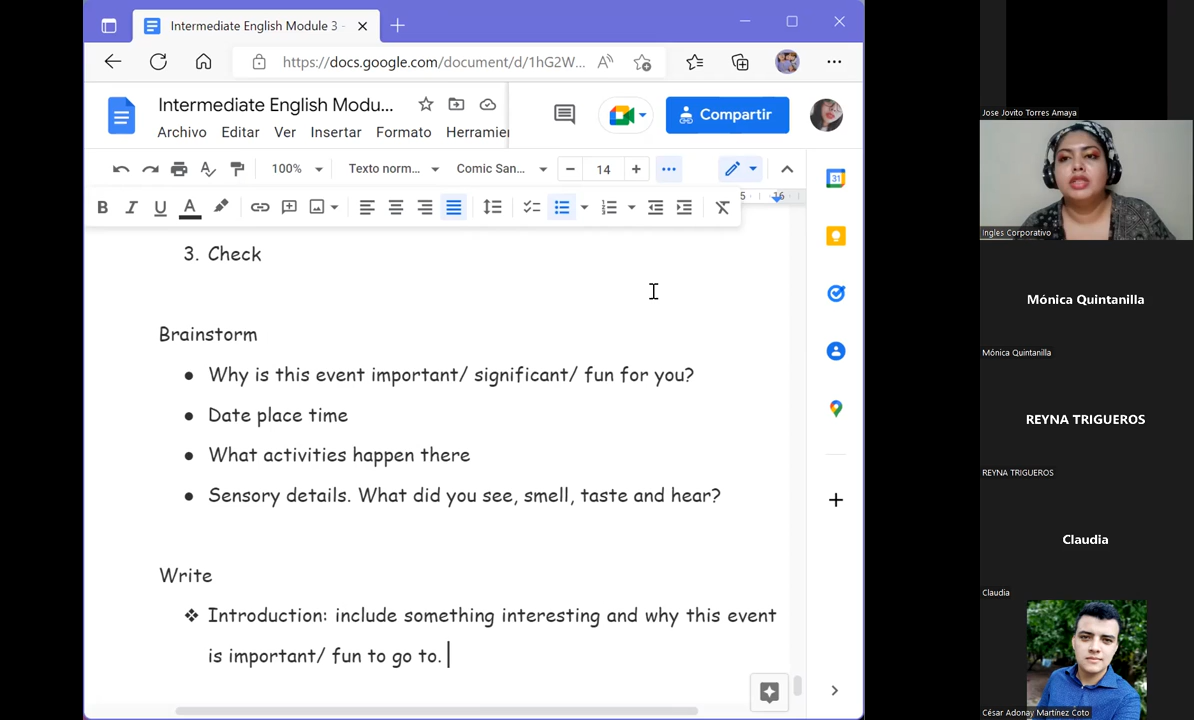 Intermediate English Module 3 -
https://docs.google.com/document/d/1hG2W...
Intermediate English Modu...
Compartir
Archivo Editar Ver Insertar Formato Herramier
100% Texto norm... Comic San... 14
15 16
3. Check
Brainstorm
● Why is this event important/ significant/ fun for you?
● Date place time
● What activities happen there
● Sensory details. What did you see, smell, taste and hear?
Write
❖ Introduction: include something interesting and why this event
is important/ fun to go to.
31
Jose Jovito Torres Amaya
Ingles Corporativo
Mónica Quintanilla
Mónica Quintanilla
REYNA TRIGUEROS
REYNA TRIGUEROS
Claudia
Claudia
César Adonay Martínez Coto